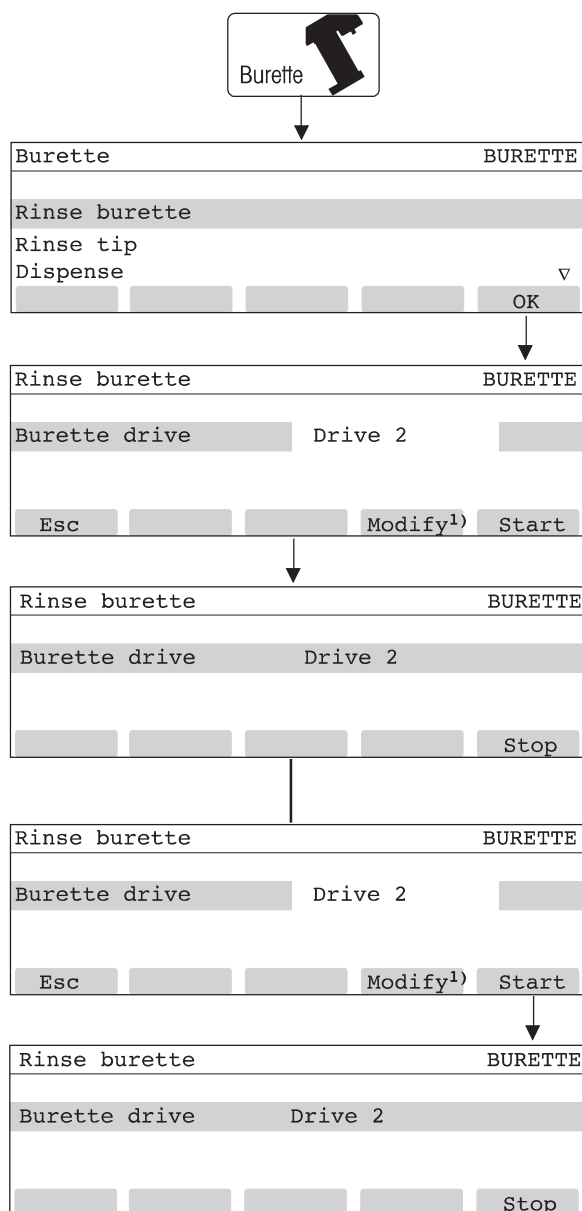 Burette
Burette BURETTE
Rinse burette
Rinse tip
Dispense ▽
OK
Rinse burette BURETTE
Burette drive Drive 2
Esc Modify¹⁾ Start
Rinse burette BURETTE
Burette drive Drive 2
Stop
Rinse burette BURETTE
Burette drive Drive 2
Esc Modify¹⁾ Start
Rinse burette BURETTE
Burette drive Drive 2
Stop